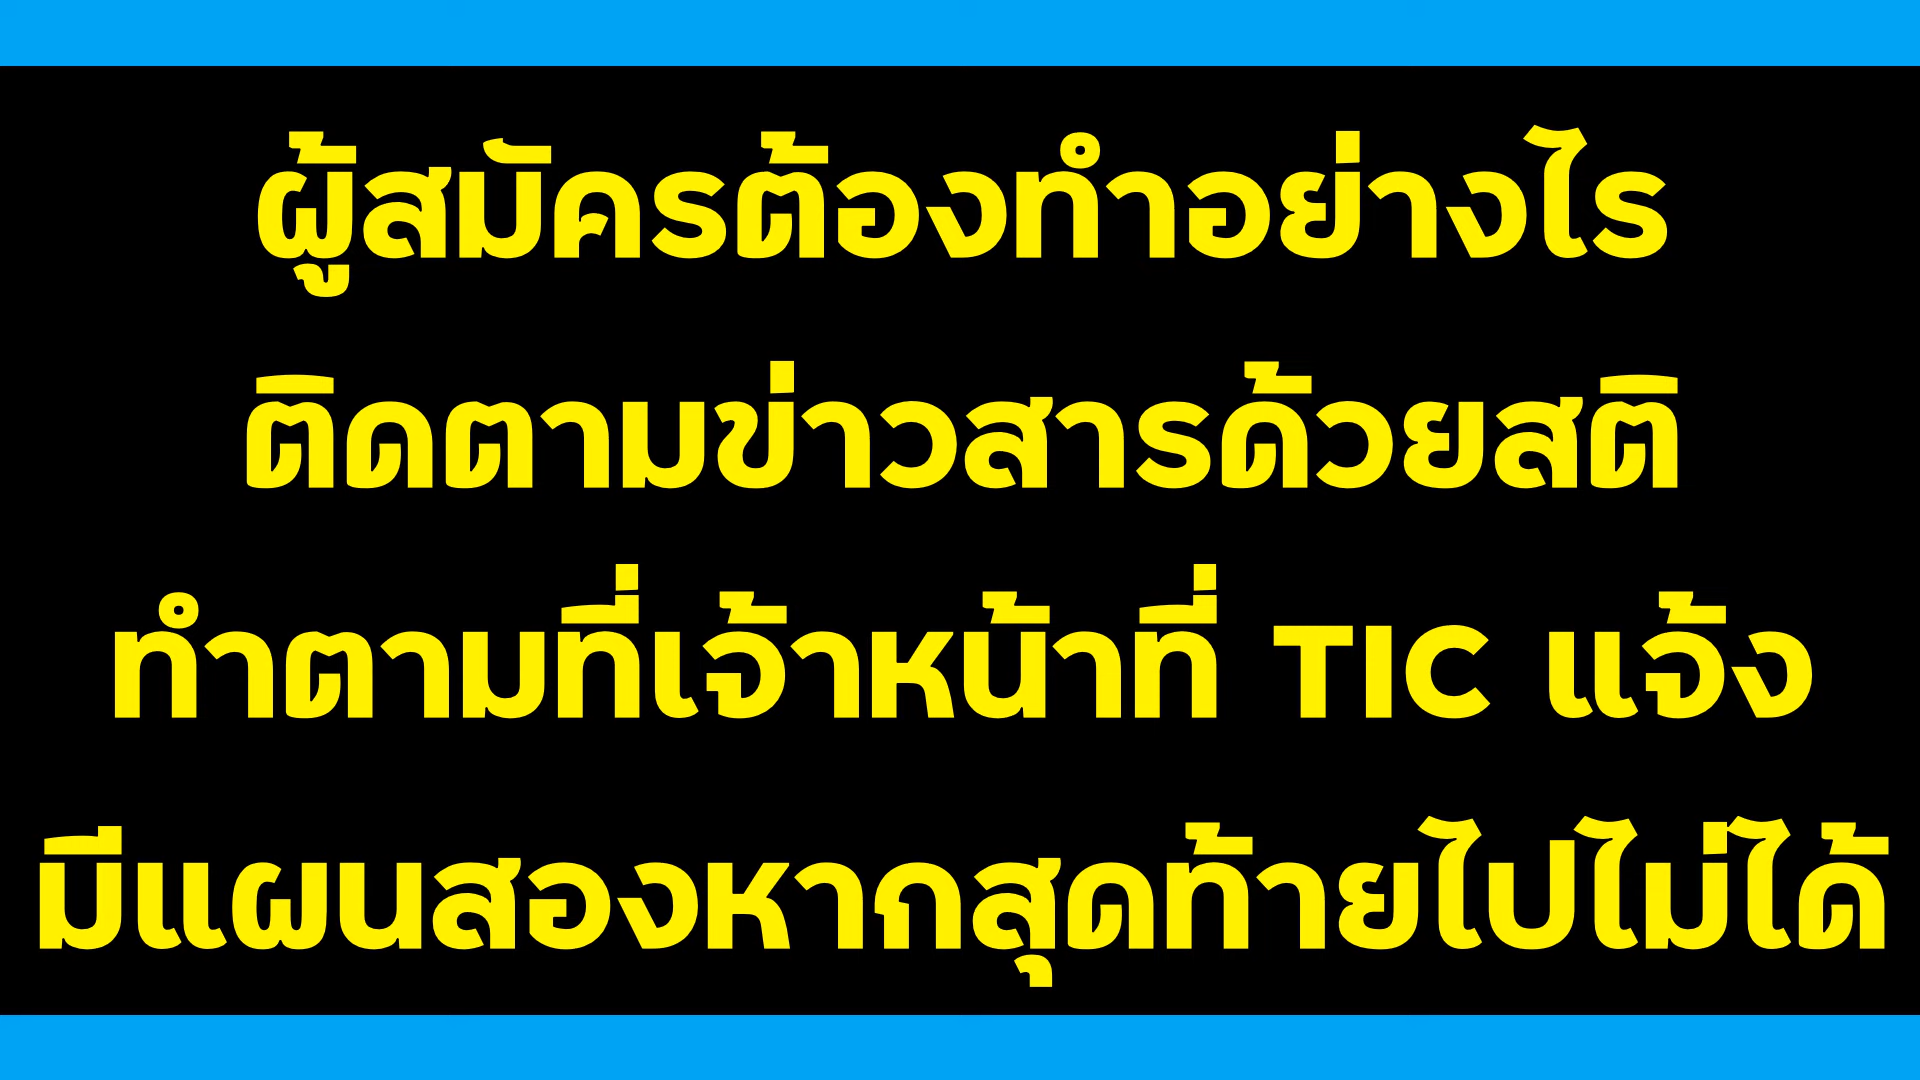 ผู้สมัครต้องทำอย่างไร
ติดตามข่าวสารด้วยสติ
ทำตามที่เจ้าหน้าที่ TIC แจ้ง
มีแผนสองหากสุดท้ายไปไม่ได้